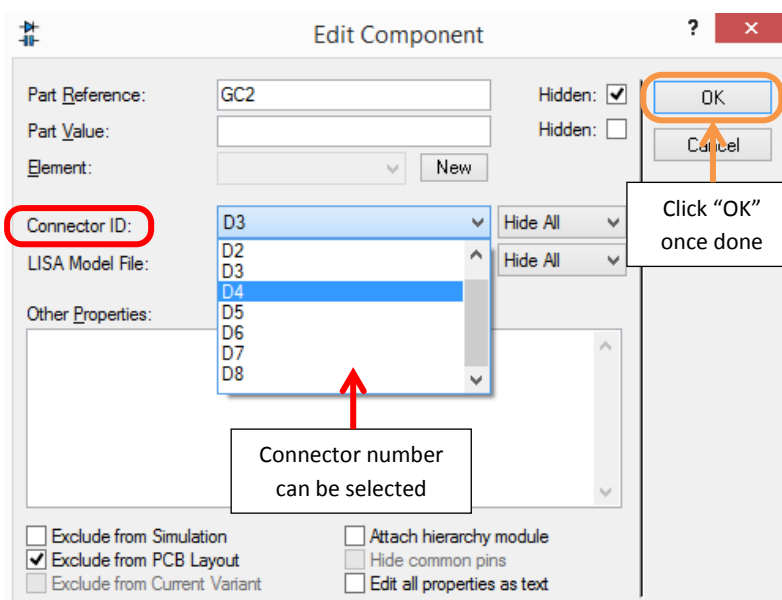 Edit Component
?
×
Part Reference:
GC2
Hidden:
OK
Part Value:
Hidden:
Cancel
Element:
New
Click “OK”
once done
Connector ID:
D3
Hide All
LISA Model File:
Hide All
D2
D3
D4
D5
D6
D7
D8
Other Properties:
Connector number
can be selected
Exclude from Simulation
Attach hierarchy module
Exclude from PCB Layout
Hide common pins
Exclude from Current Variant
Edit all properties as text